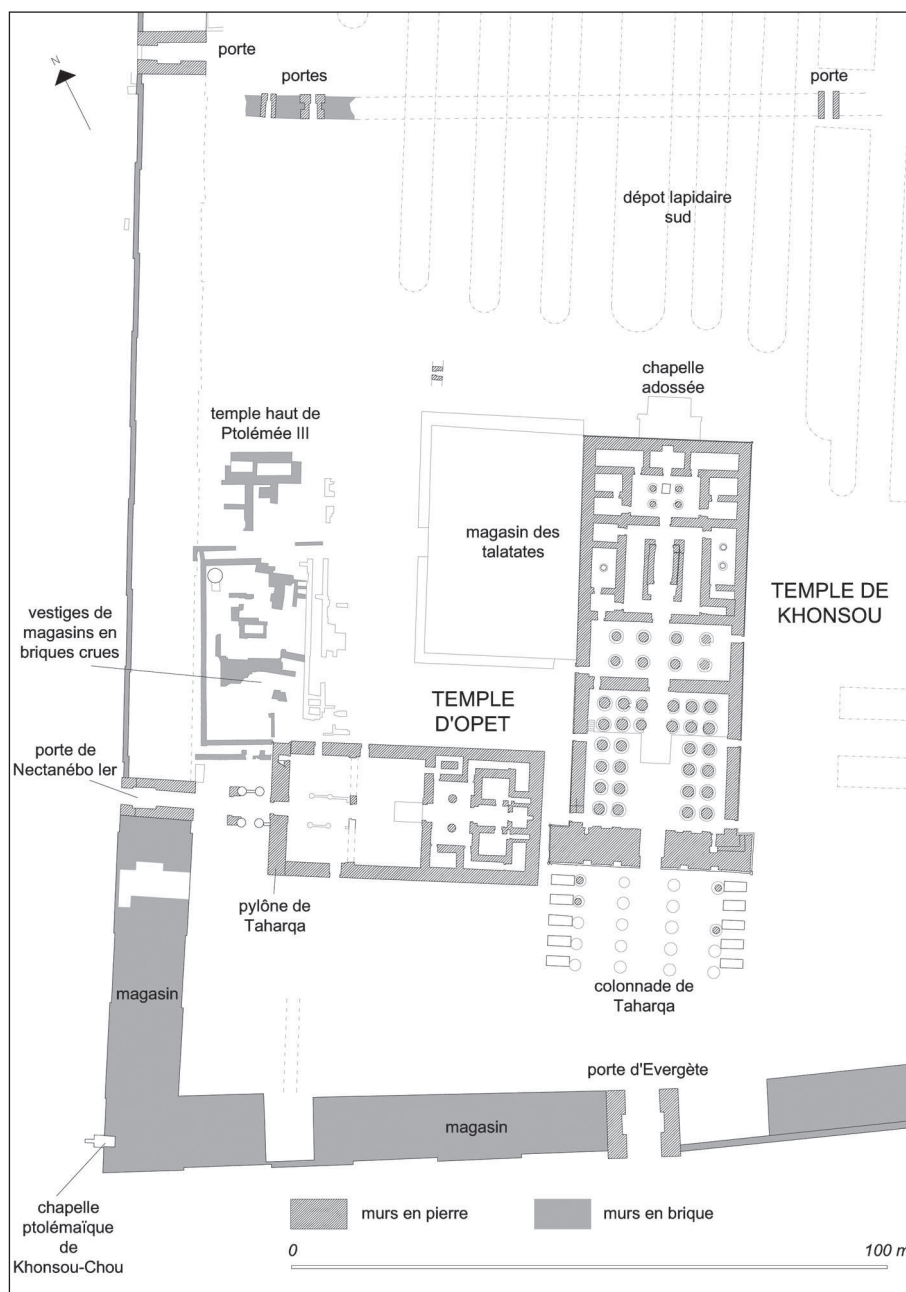 porte
N
portes
porte
dépot lapidaire
sud
chapelle
adossée
temple haut de
Ptolémée III
magasin des
talatates
TEMPLE DE
KHONSOU
vestiges de
magasins en
briques crues
TEMPLE
D'OPET
porte de
Nectanébo Ier
pylône de
Taharqa
magasin
colonnade de
Taharqa
porte d'Evergète
magasin
chapelle
ptolémaïque
de
Khonsou-Chou
murs en pierre
murs en brique
0
100 m